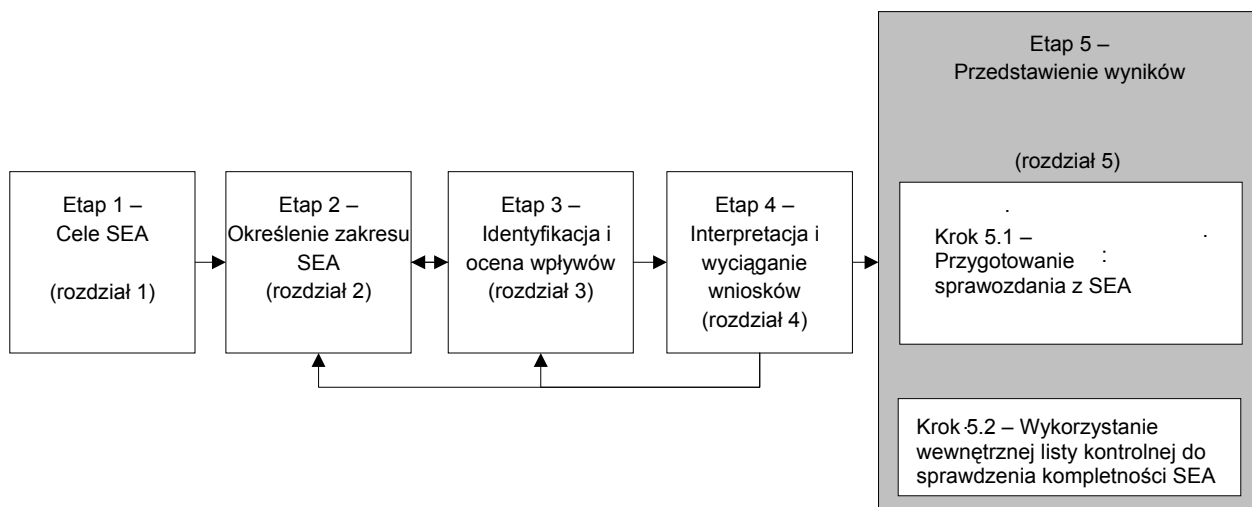 Etap 1 –
Cele SEA
(rozdział 1)
Etap 2 –
Określenie zakresu
SEA
(rozdział 2)
Etap 3 –
Identyfikacja i
ocena wpływów
(rozdział 3)
Etap 4 –
Interpretacja i
wyciąganie
wniosków
(rozdział 4)
Etap 5 –
Przedstawienie wyników
(rozdział 5)
Krok 5.1 –
Przygotowanie
sprawozdania z SEA
Krok 5.2 – Wykorzystanie
wewnętrznej listy kontrolnej do
sprawdzenia kompletności SEA